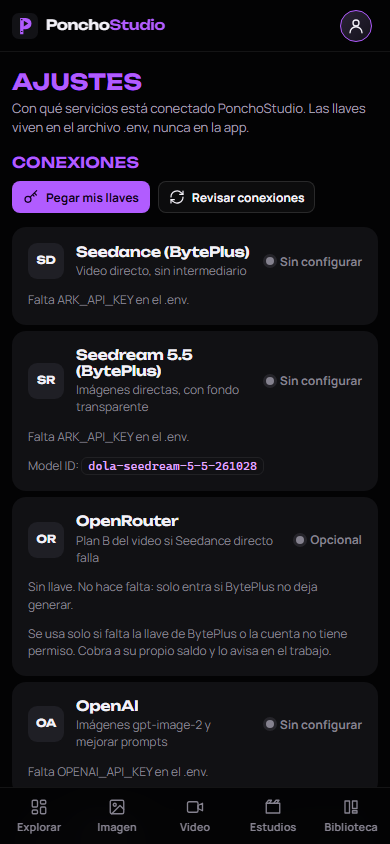 P PonchoStudio
AJUSTES
Con qué servicios está conectado PonchoStudio. Las llaves
viven en el archivo .env, nunca en la app.
CONEXIONES
Pegar mis llaves
Revisar conexiones
SD
Seedance (BytePlus)
Video directo, sin intermediario
Sin configurar
Falta ARK_API_KEY en el .env.
SR
Seedream 5.5
(BytePlus)
Imágenes directas, con fondo
transparente
Sin configurar
Falta ARK_API_KEY en el .env.
Model ID: dola-seedream-5-5-261028
OR
OpenRouter
Plan B del video si Seedance directo
falla
Opcional
Sin llave. No hace falta: solo entra si BytePlus no deja
generar.
Se usa solo si falta la llave de BytePlus o la cuenta no tiene
permiso. Cobra a su propio saldo y lo avisa en el trabajo.
OA
OpenAI
Imágenes gpt-image-2 y
mejorar prompts
Sin configurar
Falta OPENAI_API_KEY en el .env.
Explorar
Imagen
Video
Estudios
Biblioteca